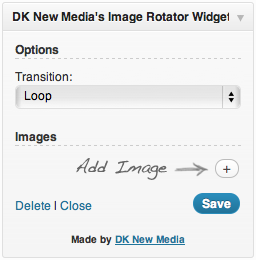 DK New Media's Image Rotator Widget
Options
Transition:
Loop
Images
Add Image +
Delete | Close Save
Made by DK New Media